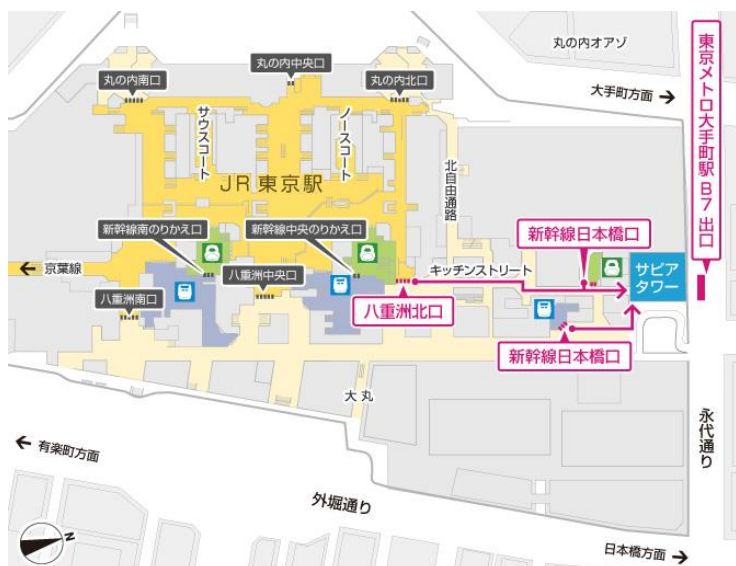 丸の内オアゾ
大手町方面
東京メトロ大手町駅 B7 出口
丸の内中央口
丸の内南口
丸の内北口
サウスコート
ノースコート
北自由通路
JR 東京駅
新幹線南のりかえ口
新幹線中央のりかえ口
新幹線日本橋口
京葉線
八重洲中央口
キッチンストリート
サピア
タワー
八重洲南口
八重洲北口
新幹線日本橋口
大丸
永代通り
有楽町方面
外堀通り
N
日本橋方面